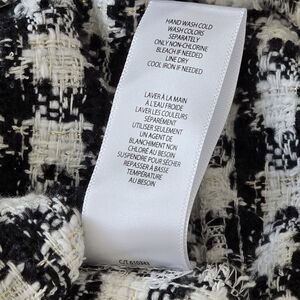 HAND WASH COLD
WASH COLORS
SEPARATELY
ONLY NON-CHLORINE
BLEACH IF NEEDED
LINE DRY
COOL IRON IF NEEDED
LAVER À LA MAIN
À L'EAU FROIDE
LAVER LES COULEURS
SÉPARÉMENT
UTILISER SEULEMENT
UN AGENT DE
BLANCHIMENT NON
CHLORÉ AU BESOIN
SUSPENDRE POUR SÉCHER
REPASSER À BASSE
TEMPÉRATURE
AU BESOIN